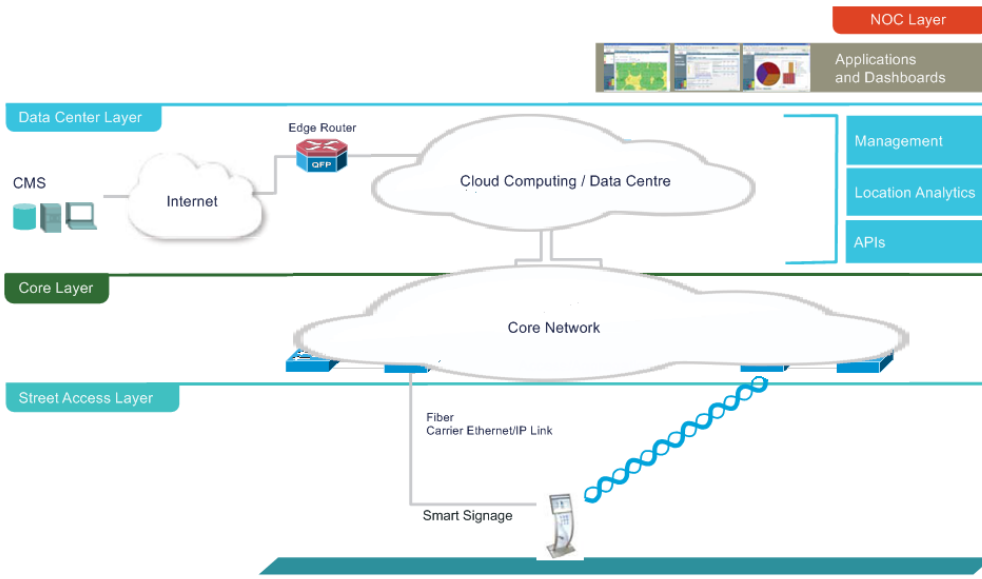 NOC Layer
Applications
and Dashboards
Data Center Layer
Edge Router
QFP
CMS
Internet
Cloud Computing / Data Centre
Management
Location Analytics
APIs
Core Layer
Core Network
Street Access Layer
Fiber
Carrier Ethernet/IP Link
Smart Signage